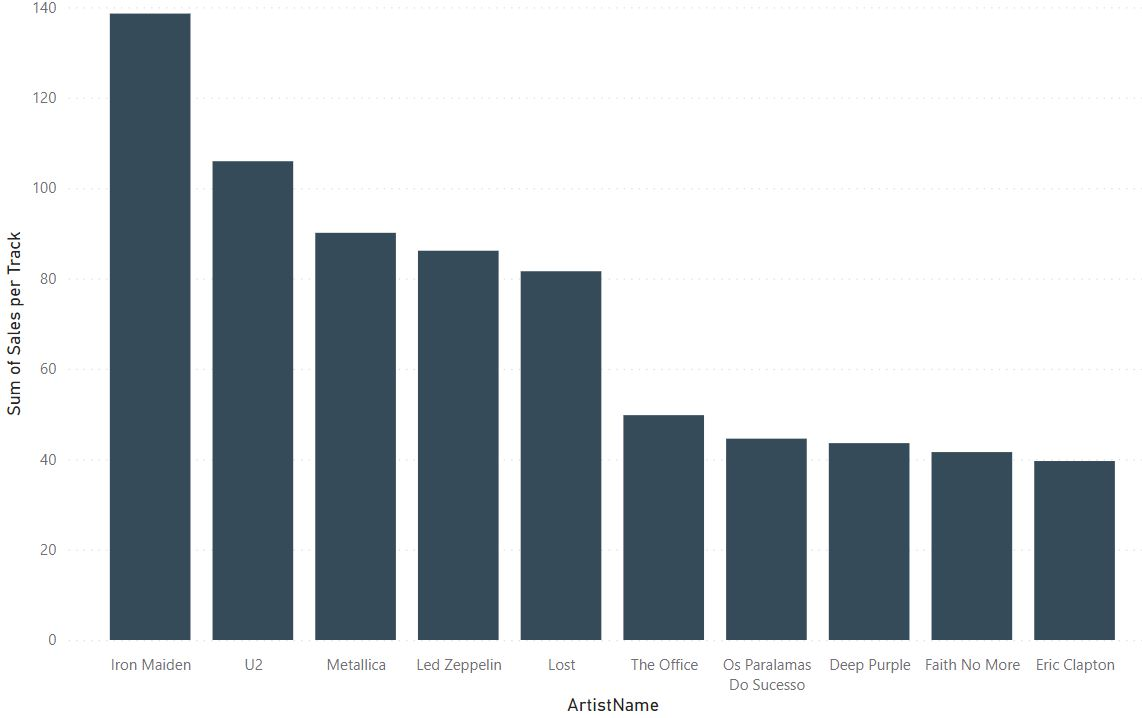 140
120
100
80
60
40
20
0
Sum of Sales per Track
Iron Maiden
U2
Metallica
Led Zeppelin
Lost
The Office
Os Paralamas
Do Sucesso
Deep Purple
Faith No More
Eric Clapton
ArtistName